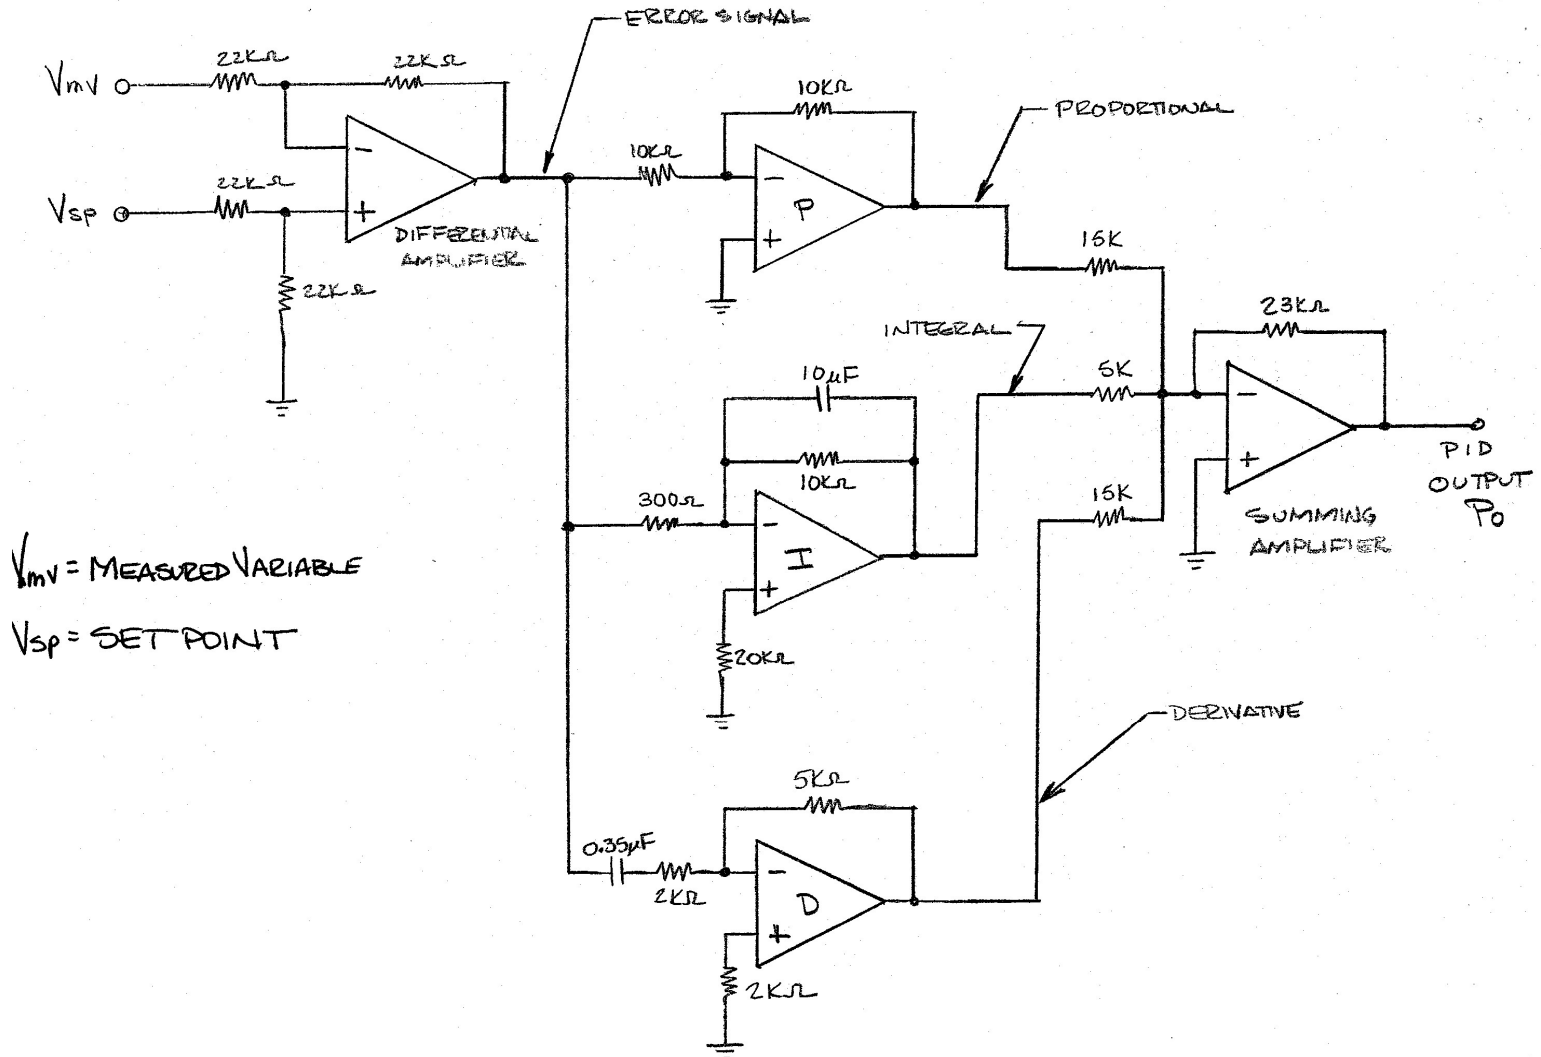 ERROR SIGNAL
Vmv
22KΩ
22KΩ
-
Vsp
22KΩ
+
DIFFERENTIAL
AMPLIFIER
22KΩ
10KΩ
10KΩ
-
P
+
PROPORTIONAL
15K
INTEGRAL
10μF
10KΩ
300Ω
-
I
+
20KΩ
5K
23KΩ
-
+
15K
SUMMING
AMPLIFIER
PID
OUTPUT
Po
Vmv = MEASURED VARIABLE
Vsp = SET POINT
DERIVATIVE
5KΩ
0.35μF
2KΩ
-
D
+
2KΩ